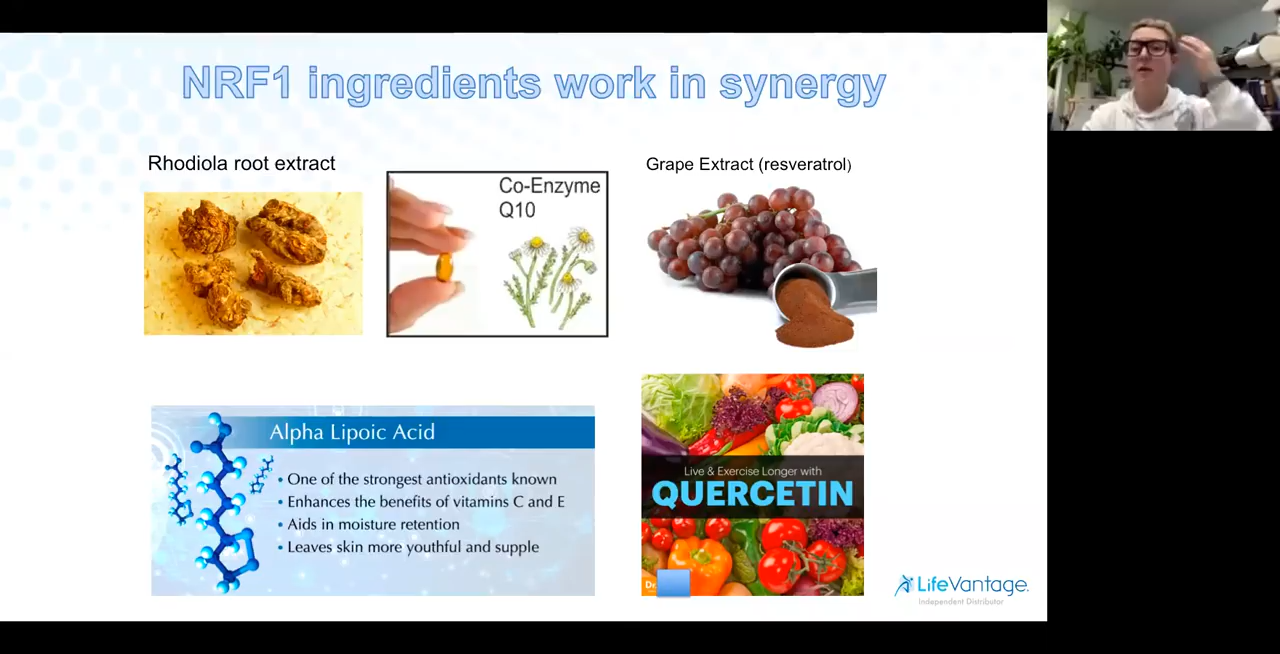 NRF1 ingredients work in synergy
Rhodiola root extract
Co-Enzyme
Q10
Grape Extract (resveratrol)
Alpha Lipoic Acid
• One of the strongest antioxidants known
• Enhances the benefits of vitamins C and E
• Aids in moisture retention
• Leaves skin more youthful and supple
Live & Exercise Longer with
QUERCETIN
LifeVantage.
Independent Distributor